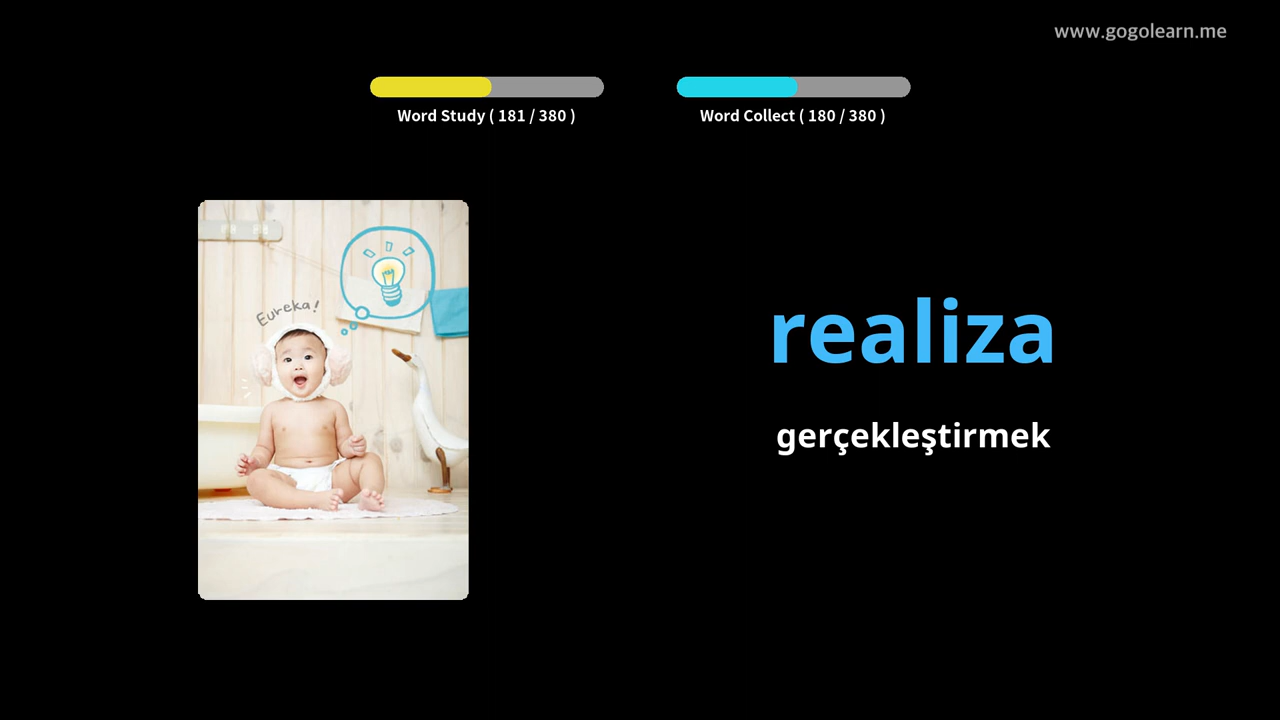 www.gogolearn.me
Word Study ( 181 / 380 )
Word Collect ( 180 / 380 )
Eureka!
realiza
gerçekleştirmek